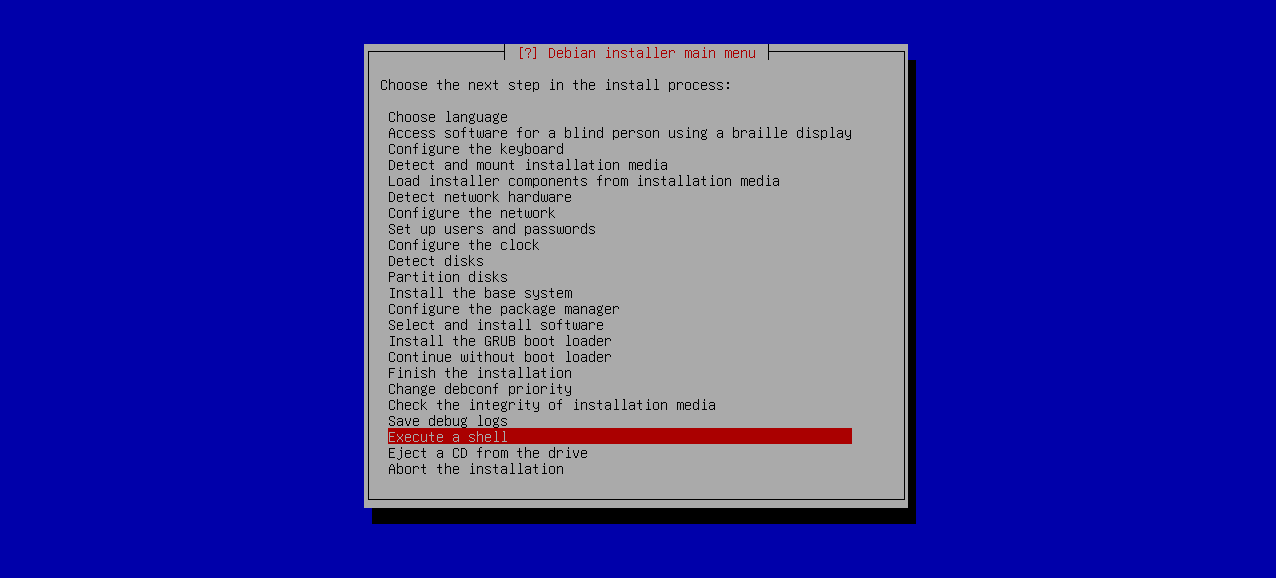 [?] Debian installer main menu
Choose the next step in the install process:
Choose language
Access software for a blind person using a braille display
Configure the keyboard
Detect and mount installation media
Load installer components from installation media
Detect network hardware
Configure the network
Set up users and passwords
Configure the clock
Detect disks
Partition disks
Install the base system
Configure the package manager
Select and install software
Install the GRUB boot loader
Continue without boot loader
Finish the installation
Change debconf priority
Check the integrity of installation media
Save debug logs
Execute a shell
Eject a CD from the drive
Abort the installation